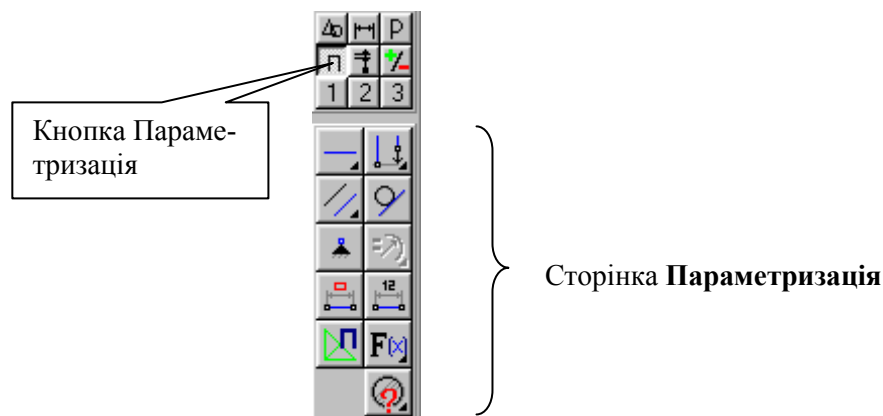 Р
П
1 2 3
Кнопка Параме-
тризація
Сторінка Параметризація
12
П F(x)
?